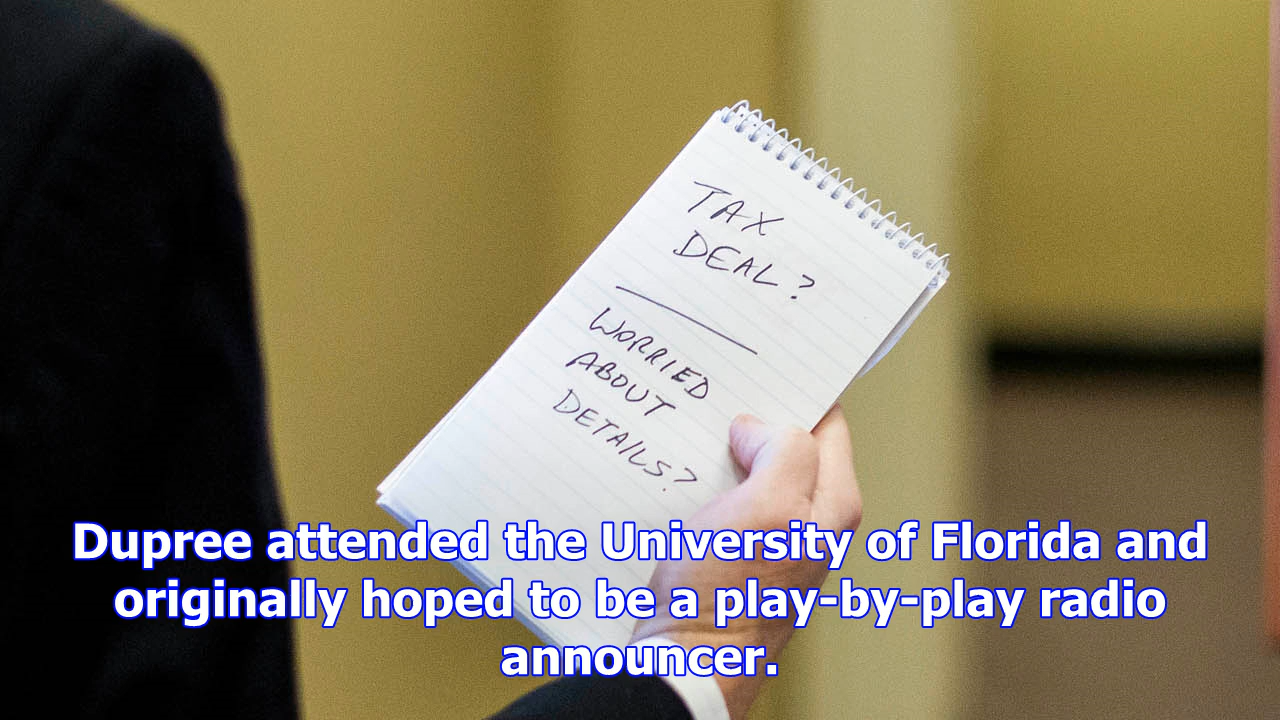 TAX
DEAL?
WORRIED
ABOUT
DETAILS?
Dupree attended the University of Florida and
originally hoped to be a play-by-play radio
announcer.